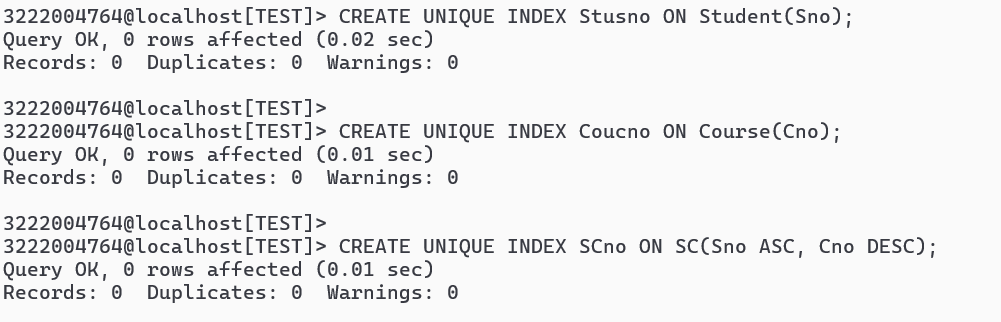 3222004764@localhost[TEST]> CREATE UNIQUE INDEX Stusno ON Student(Sno);
Query OK, 0 rows affected (0.02 sec)
Records: 0  Duplicates: 0  Warnings: 0

3222004764@localhost[TEST]>
3222004764@localhost[TEST]> CREATE UNIQUE INDEX Coucno ON Course(Cno);
Query OK, 0 rows affected (0.01 sec)
Records: 0  Duplicates: 0  Warnings: 0

3222004764@localhost[TEST]>
3222004764@localhost[TEST]> CREATE UNIQUE INDEX SCno ON SC(Sno ASC, Cno DESC);
Query OK, 0 rows affected (0.01 sec)
Records: 0  Duplicates: 0  Warnings: 0